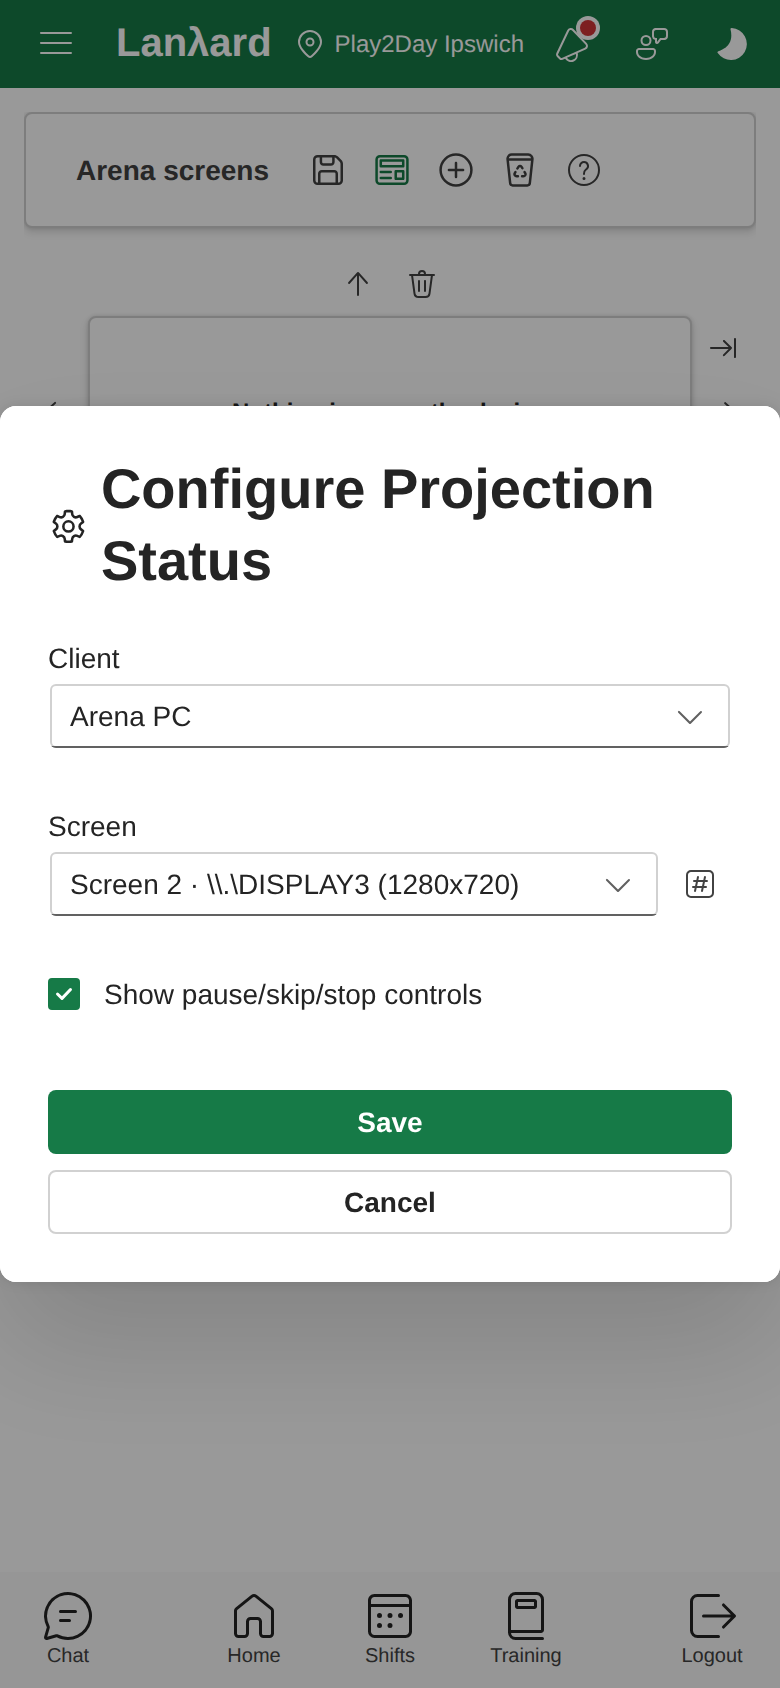 Lanλard
Play2Day Ipswich
Arena screens
Configure Projection
Status
Client
Arena PC
Screen
Screen 2 · \\.\DISPLAY3 (1280x720)
Show pause/skip/stop controls
Save
Cancel
Chat
Home
Shifts
Training
Logout